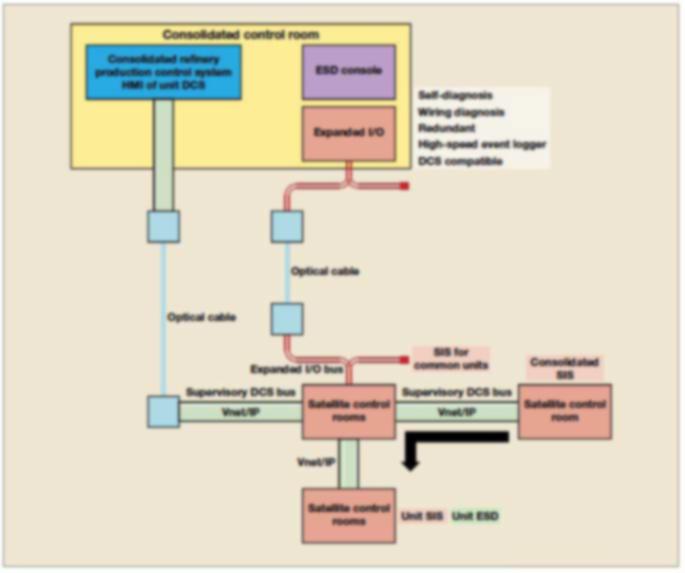 Consolidated control room
Consolidated refinery
production control system
HMI of unit DCS
ESD console
Expanded I/O
Self-diagnosis
Wiring diagnosis
Redundant
High-speed event logger
DCS compatible
Optical cable
Optical cable
SIS for
common units
Expanded I/O bus
Consolidated
SIS
Supervisory DCS bus
Vnet/IP
Satellite control
rooms
Supervisory DCS bus
Vnet/IP
Satellite control
room
Vnet/IP
Satellite control
rooms
Unit SIS
Unit ESD